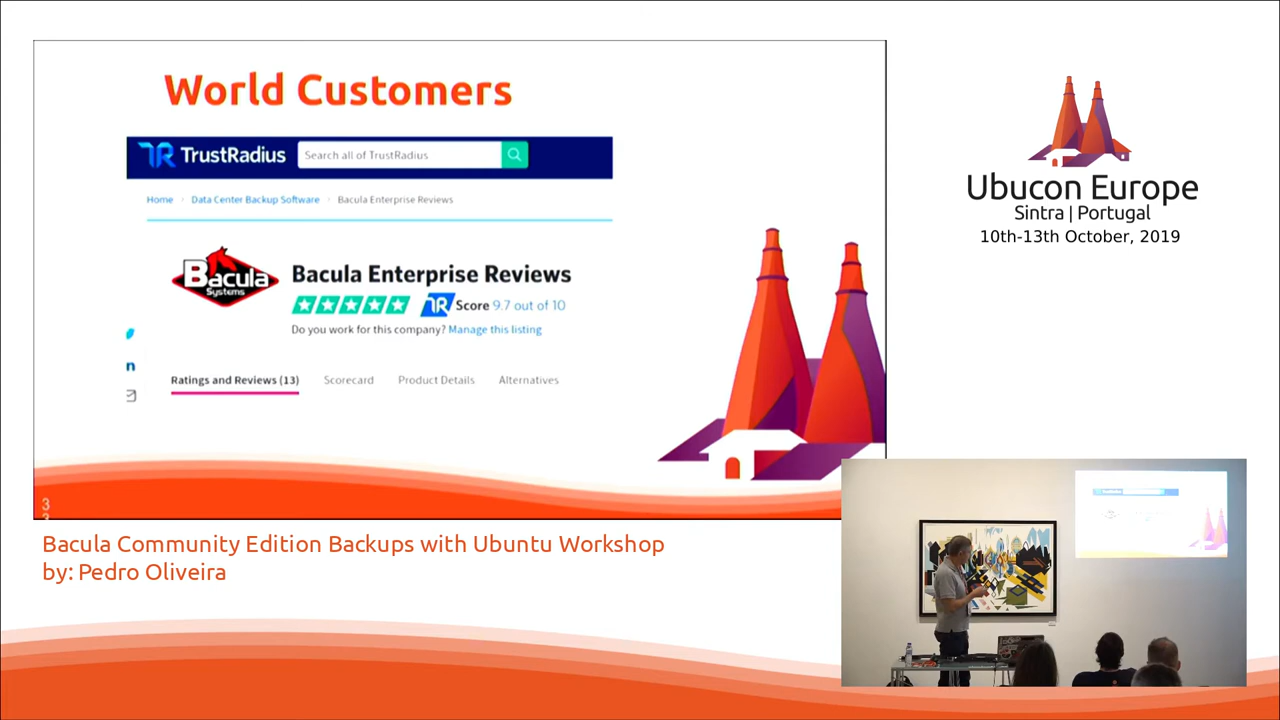 World Customers
TrustRadius
Search all of TrustRadius
Home
Data Center Backup Software
Bacula Enterprise Reviews
Bacula
Systems
Bacula Enterprise Reviews
TR Score 9.7 out of 10
Do you work for this company? Manage this listing
Ratings and Reviews (13)
Scorecard
Product Details
Alternatives
3
3
Bacula Community Edition Backups with Ubuntu Workshop
by: Pedro Oliveira
Ubucon Europe
Sintra | Portugal
10th-13th October, 2019